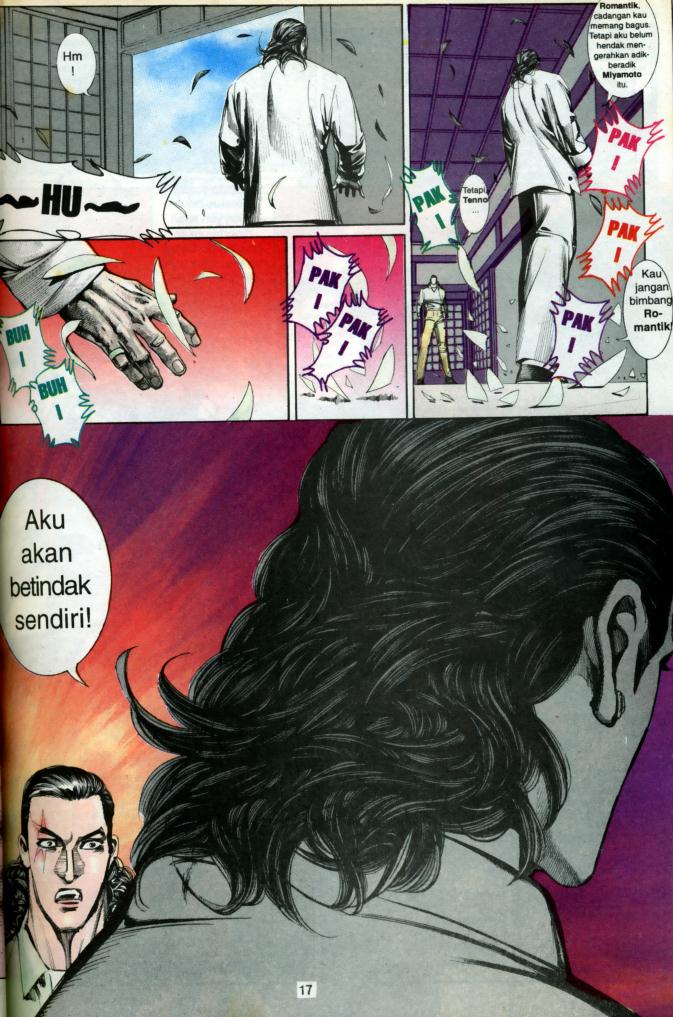 Hm
!
~HU~
Romantik,
cadangan kau
memang bagus.
Tetapi aku belum
hendak men-
gerahkan adik-
beradik
Miyamoto
itu.
PAK
!
PAK
!
Tetapi,
Tenno
...
PAK
!
Kau
jangan
bimbang
Ro-
mantik!
PAK
!
BUH
!
BUH
!
PAK
!
PAK
!
Aku
akan
betindak
sendiri!
17